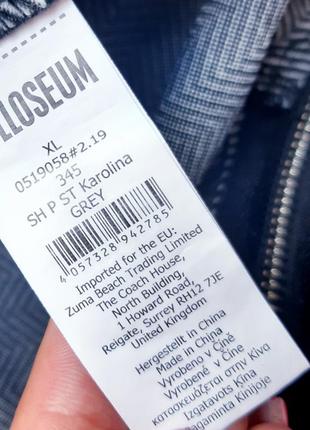 LLOSEUM
XL
0519058#2.19
345
SH P ST Karolina
GREY
4 057328 942785
Imported for the EU:
Zuma Beach Trading Limited
The Coach House,
North Building,
1 Howard Road,
Reigate, Surrey RH12 7JE
United Kingdom
Hergestellt in China
Made in China
Vyrobeno v Číně
Vyrobené v Číne
κατασκευάζεται στην Κίνα
Izgatavots Ķīna
Pagaminta Kinijoje